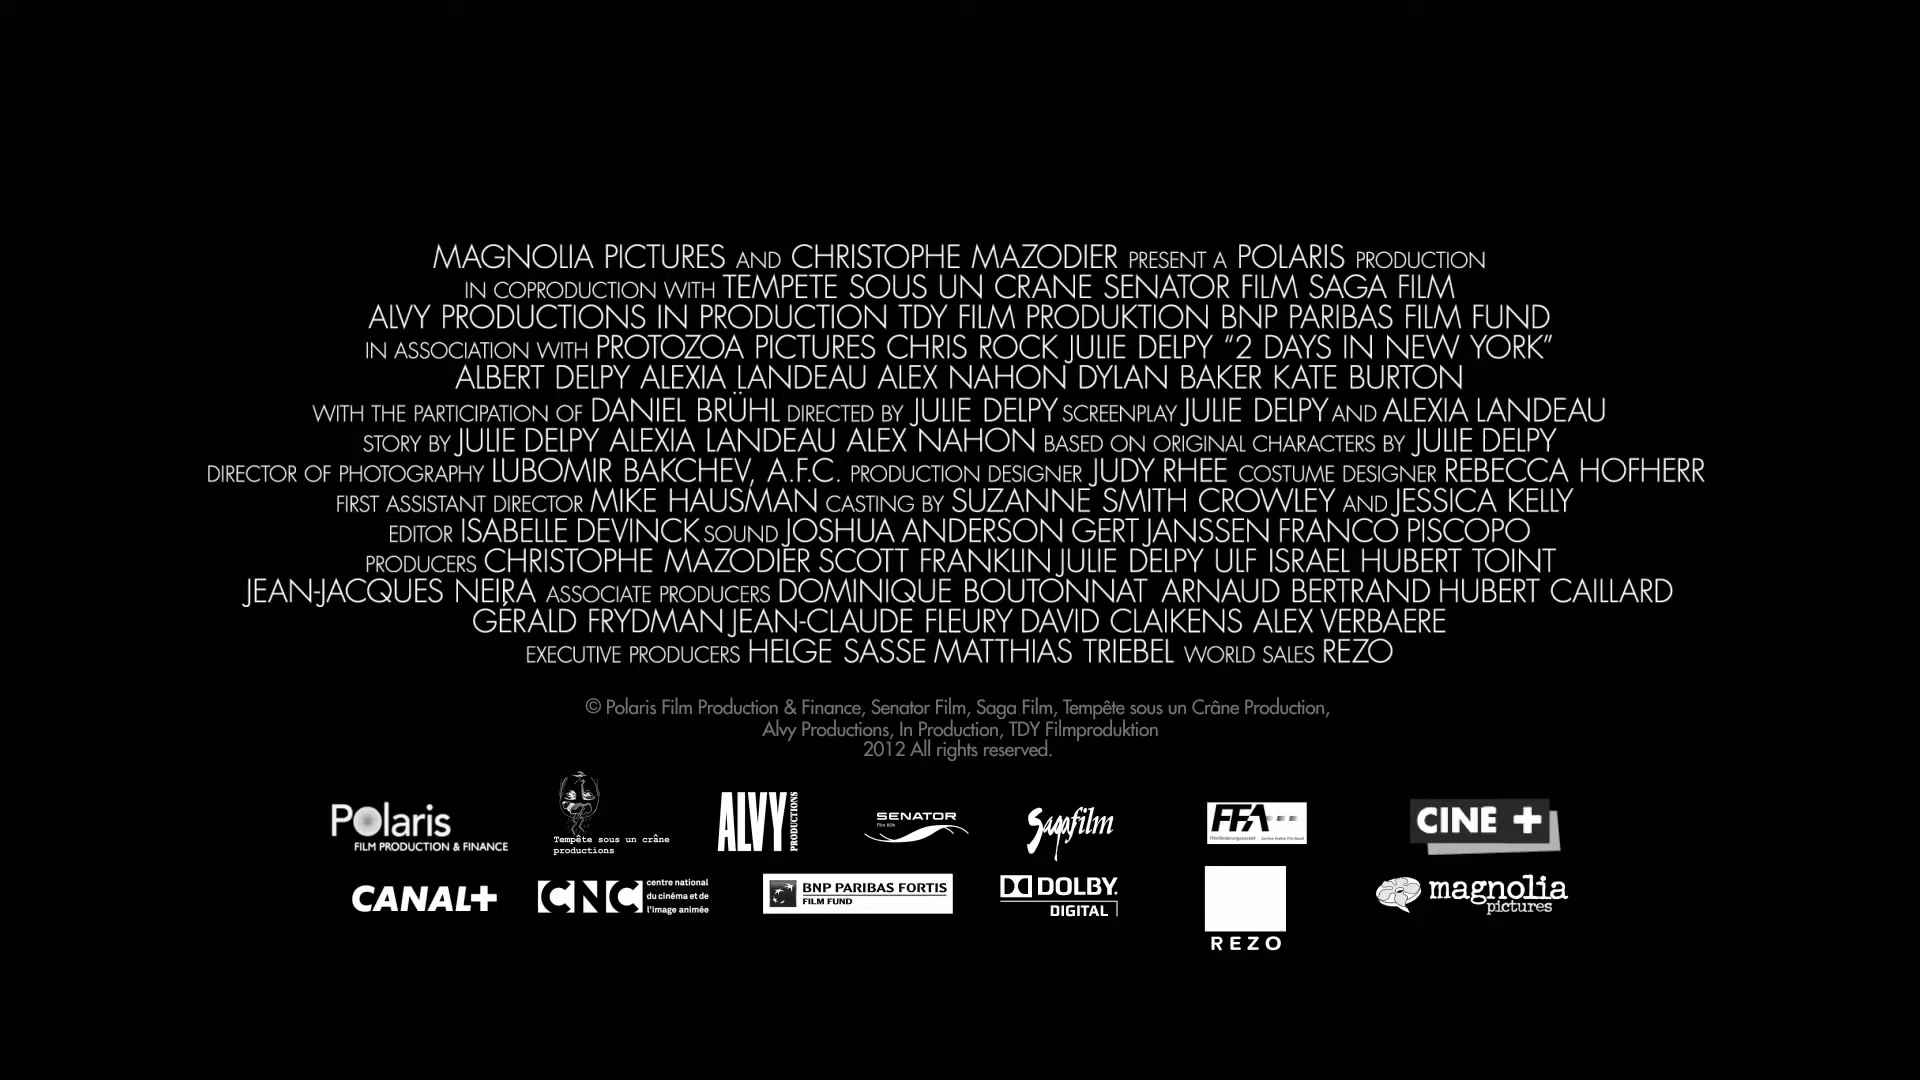 MAGNOLIA PICTURES AND CHRISTOPHE MAZODIER PRESENT A POLARIS PRODUCTION
IN COPRODUCTION WITH TEMPETE SOUS UN CRANE SENATOR FILM SAGA FILM
ALVY PRODUCTIONS IN PRODUCTION TDY FILM PRODUKTION BNP PARIBAS FILM FUND
IN ASSOCIATION WITH PROTOZOA PICTURES CHRIS ROCK JULIE DELPY “2 DAYS IN NEW YORK”
ALBERT DELPY ALEXIA LANDEAU ALEX NAHON DYLAN BAKER KATE BURTON
WITH THE PARTICIPATION OF DANIEL BRÜHL DIRECTED BY JULIE DELPY SCREENPLAY JULIE DELPY AND ALEXIA LANDEAU
STORY BY JULIE DELPY ALEXIA LANDEAU ALEX NAHON BASED ON ORIGINAL CHARACTERS BY JULIE DELPY
DIRECTOR OF PHOTOGRAPHY LUBOMIR BAKCHEV, A.F.C. PRODUCTION DESIGNER JUDY RHEE COSTUME DESIGNER REBECCA HOFHERR
FIRST ASSISTANT DIRECTOR MIKE HAUSMAN CASTING BY SUZANNE SMITH CROWLEY AND JESSICA KELLY
EDITOR ISABELLE DEVINCK SOUND JOSHUA ANDERSON GERT JANSSEN FRANCO PISCOPO
PRODUCERS CHRISTOPHE MAZODIER SCOTT FRANKLIN JULIE DELPY ULF ISRAEL HUBERT TOINT
JEAN-JACQUES NEIRA ASSOCIATE PRODUCERS DOMINIQUE BOUTONNAT ARNAUD BERTRAND HUBERT CAILLARD
GÉRALD FRYDMAN JEAN-CLAUDE FLEURY DAVID CLAIKENS ALEX VERBAERE
EXECUTIVE PRODUCERS HELGE SASSE MATTHIAS TRIEBEL WORLD SALES REZO
© Polaris Film Production & Finance, Senator Film, Saga Film, Tempête sous un Crâne Production,
Alvy Productions, In Production, TDY Filmproduktion
2012 All rights reserved.
Polaris
FILM PRODUCTION & FINANCE
Tempête sous un crâne
productions
ALVY PRODUCTIONS
SENATOR
Film Köln
Sagafilm
FFA
CINE +
CANAL+
CNC centre national
du cinéma et de
l'image animée
BNP PARIBAS FORTIS
FILM FUND
DOLBY.
DIGITAL
REZO
magnolia
pictures